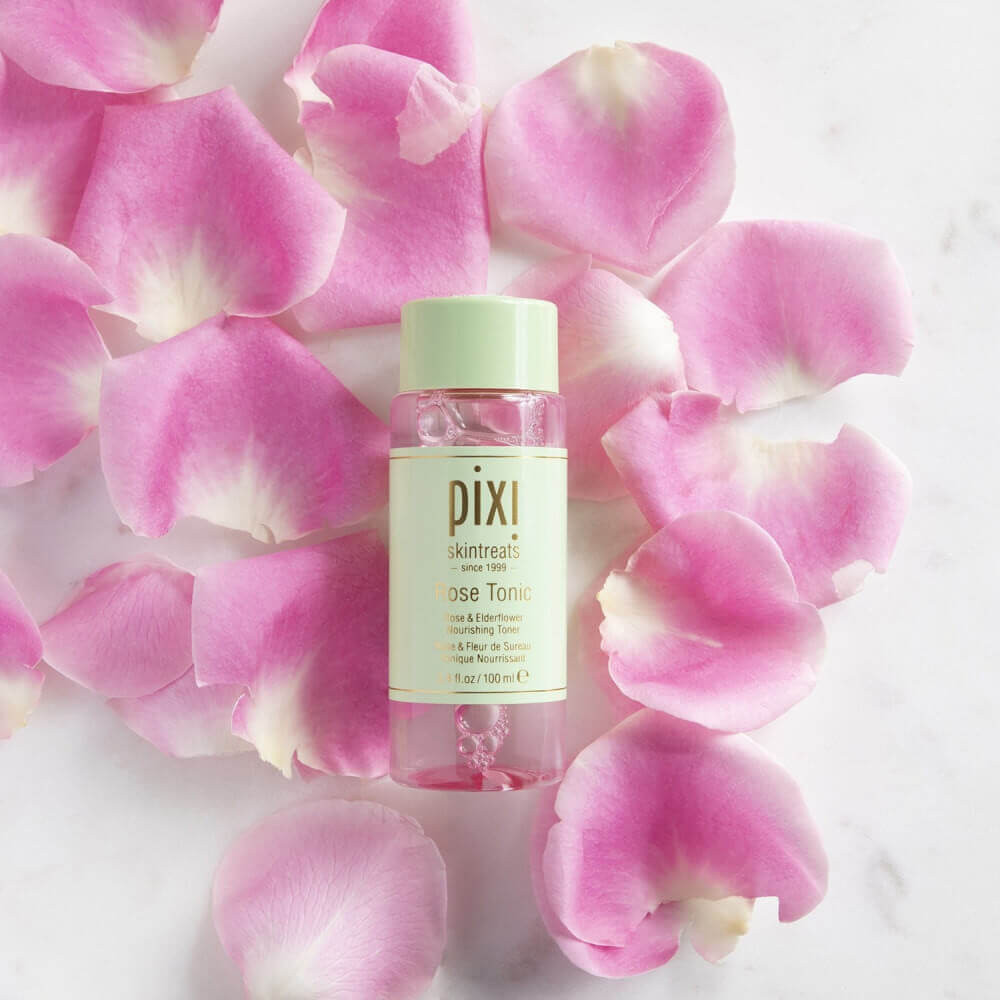 pixi
skintreats
— since 1999 —
Rose Tonic
Rose & Elderflower
Nourishing Toner
Rose & Fleur de Sureau
Tonique Nourrissant
fl.oz / 100 ml ℮